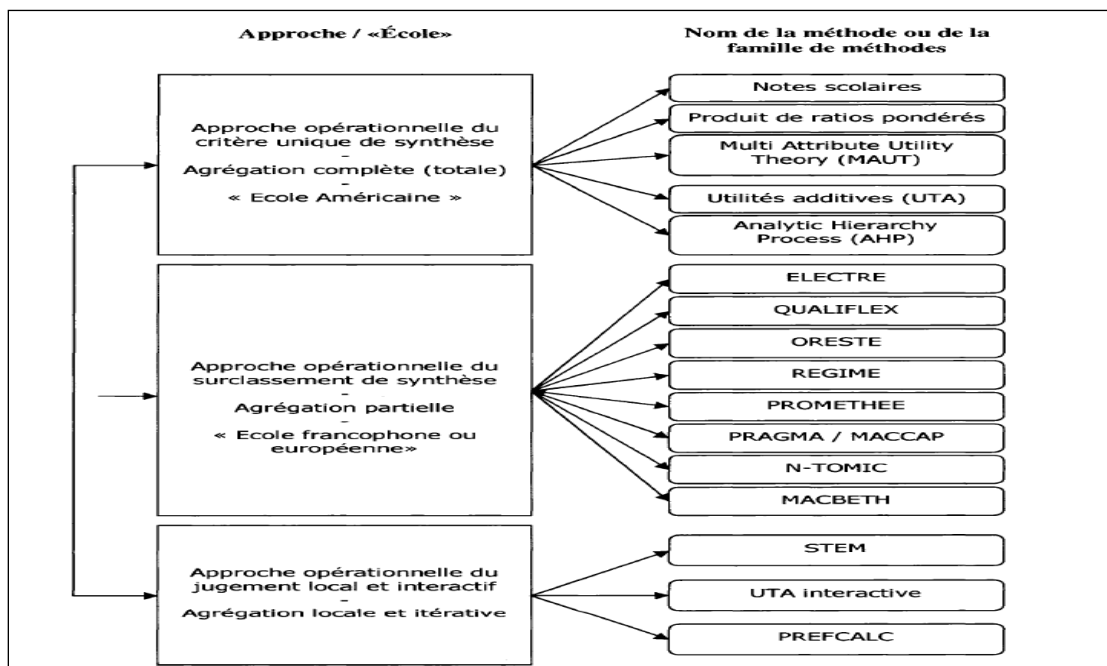 Approche / «École»
Nom de la méthode ou de la
famille de méthodes
Approche opérationnelle du
critère unique de synthèse
-
Agrégation complète (totale)
-
« Ecole Américaine »
Notes scolaires
Produit de ratios pondérés
Multi Attribute Utility
Theory (MAUT)
Utilités additives (UTA)
Analytic Hierarchy
Process (AHP)
Approche opérationnelle du
surclassement de synthèse
-
Agrégation partielle
-
« Ecole francophone ou
européenne»
ELECTRE
QUALIFLEX
ORESTE
REGIME
PROMETHEE
PRAGMA / MACCAP
N-TOMIC
MACBETH
Approche opérationnelle du
jugement local et interactif
-
Agrégation locale et itérative
STEM
UTA interactive
PREFCALC